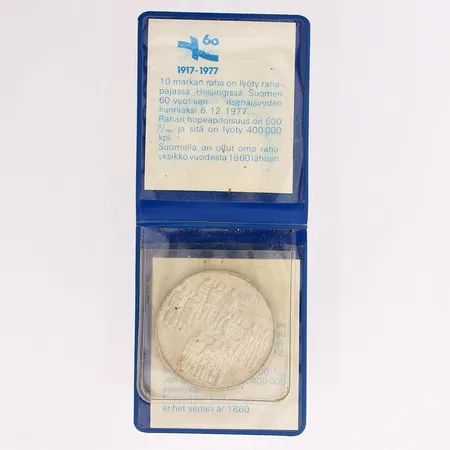 60
1917-1977
10 markan raha on lyöty raha-
pajassa Helsingissä Suomen
60-vuotisen itsenäisyyden
kunniaksi 6.12.1977.
Rahan hopeapitoisuus on 500
‰ ja sitä on lyöty 400 000
kpl.
Suomella on ollut oma raha-
yksikkö vuodesta 1860 lähtien.
400 000
enhet sedan år 1860.